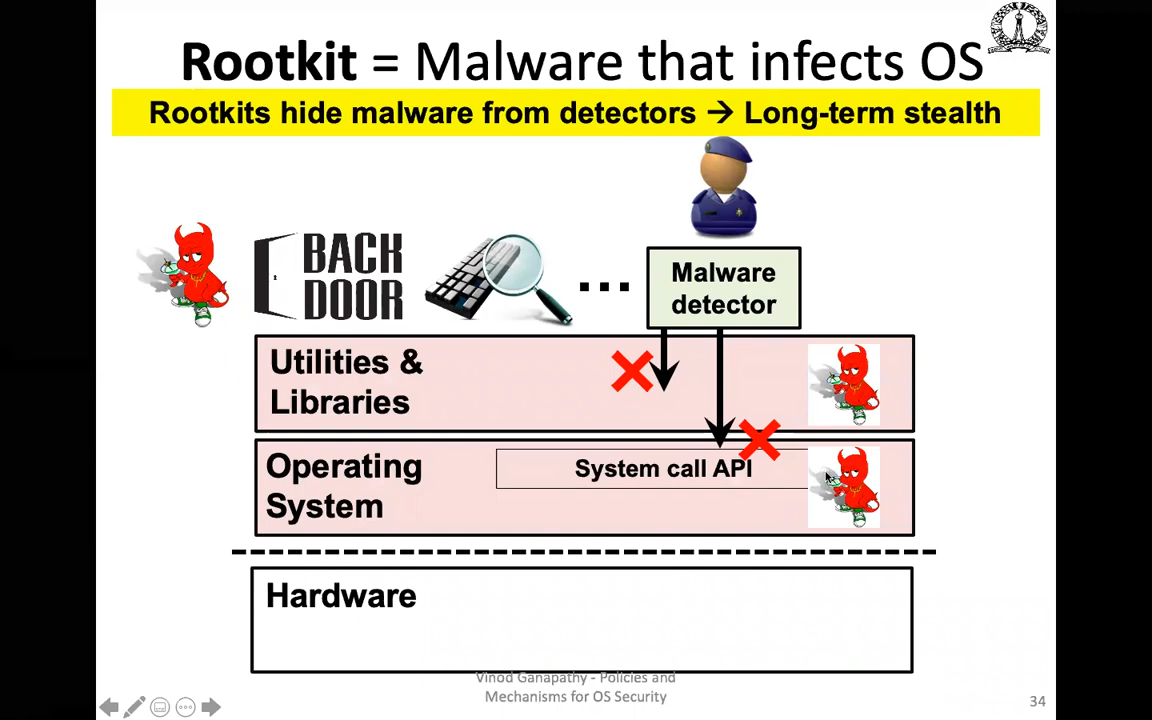 Rootkit = Malware that infects OS
Rootkits hide malware from detectors → Long-term stealth
BACK
DOOR
...
Malware
detector
Utilities &
Libraries
Operating
System
System call API
Hardware
Vinod Ganapathy - Policies and
Mechanisms for OS Security
34